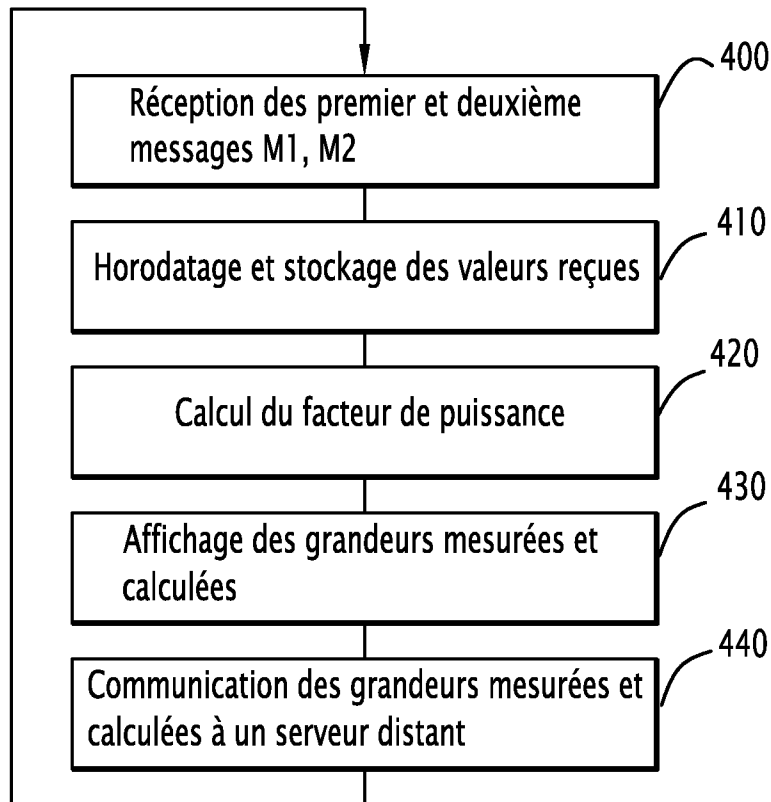 400
Réception des premier et deuxième
messages M1, M2
410
Horodatage et stockage des valeurs reçues
420
Calcul du facteur de puissance
430
Affichage des grandeurs mesurées et
calculées
440
Communication des grandeurs mesurées et
calculées à un serveur distant